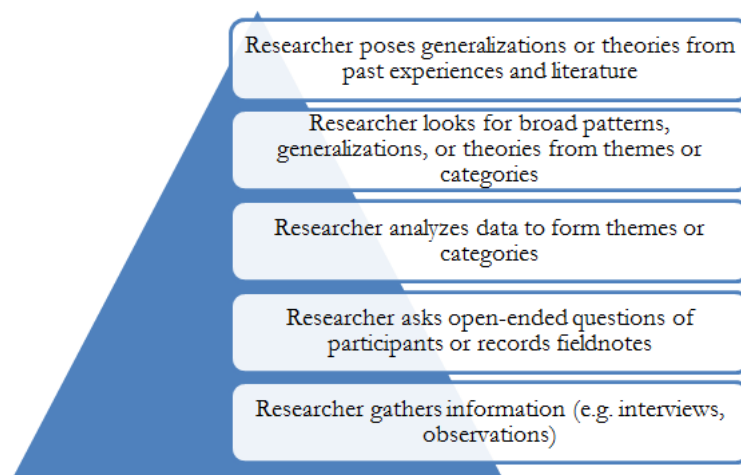 Researcher poses generalizations or theories from
past experiences and literature
Researcher looks for broad patterns,
generalizations, or theories from themes or
categories
Researcher analyzes data to form themes or
categories
Researcher asks open-ended questions of
participants or records fieldnotes
Researcher gathers information (e.g. interviews,
observations)